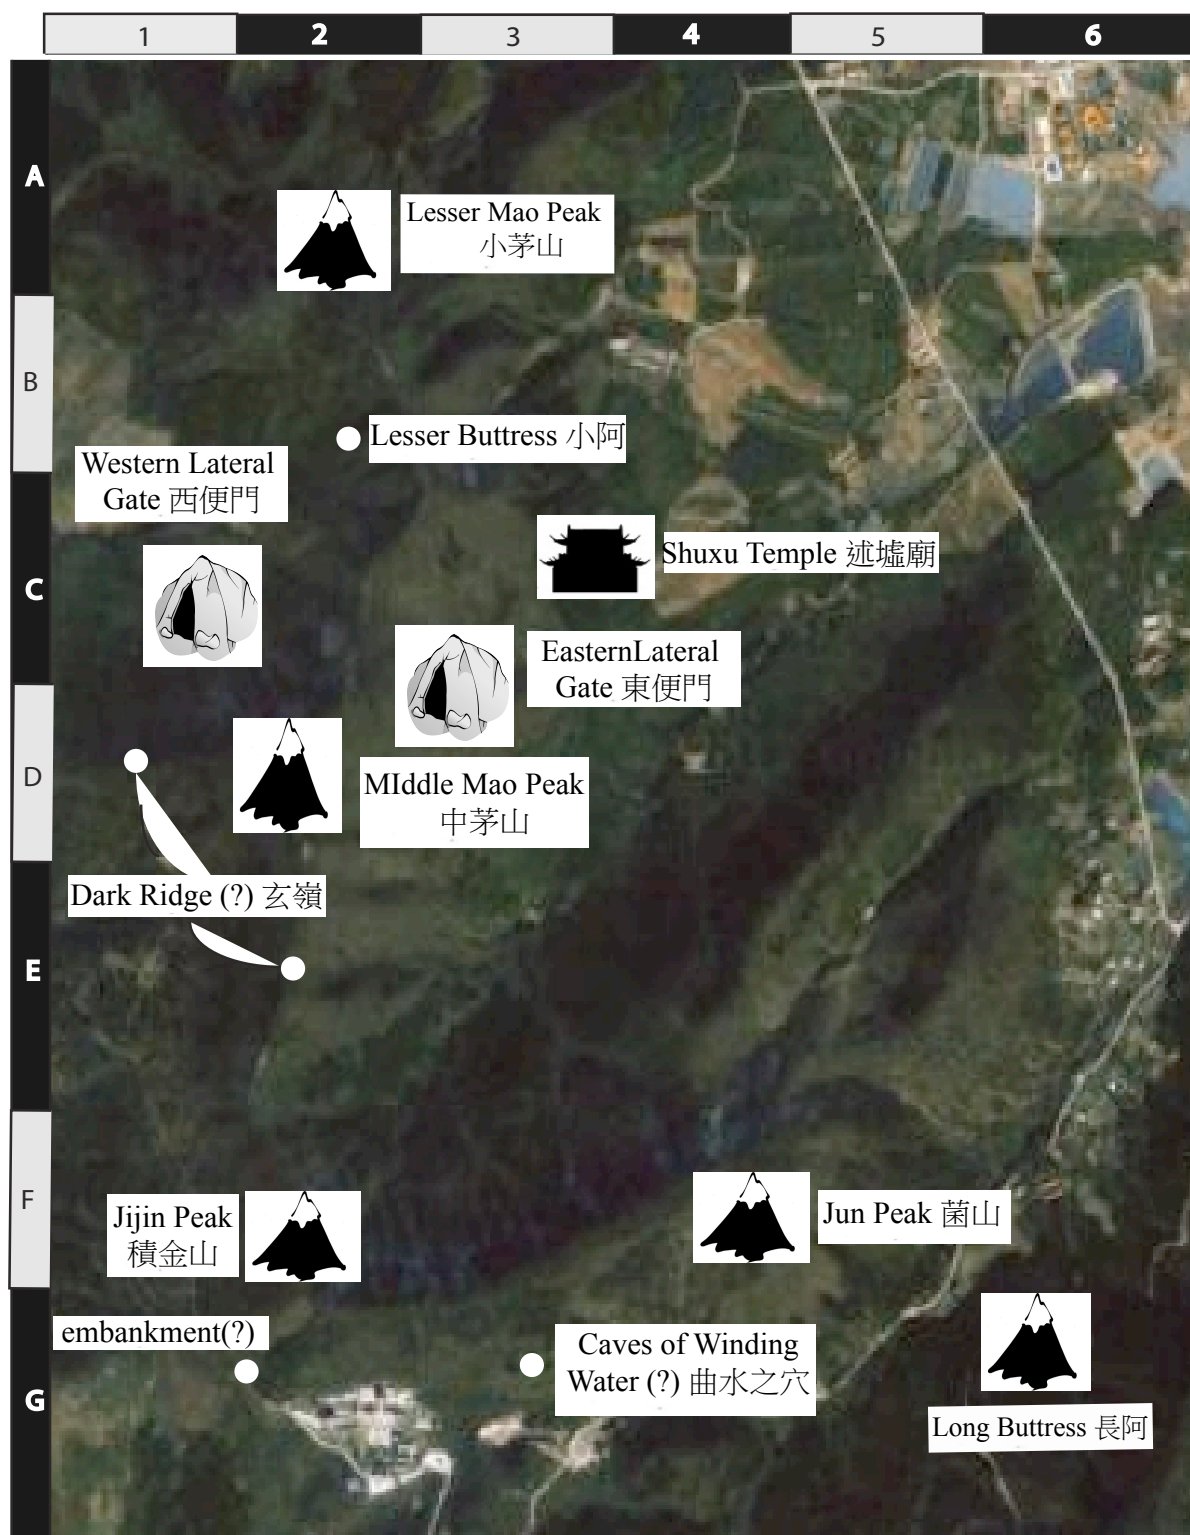 1 2 3 4 5 6
A
Lesser Mao Peak
小茅山
B
Lesser Buttress 小阿
Western Lateral
Gate 西便門
C
Shuxu Temple 述墟廟
EasternLateral
Gate 東便門
D
MIddle Mao Peak
中茅山
Dark Ridge (?) 玄嶺
E
F
Jijin Peak
積金山
Jun Peak 菌山
embankment(?)
Caves of Winding
Water (?) 曲水之穴
G
Long Buttress 長阿